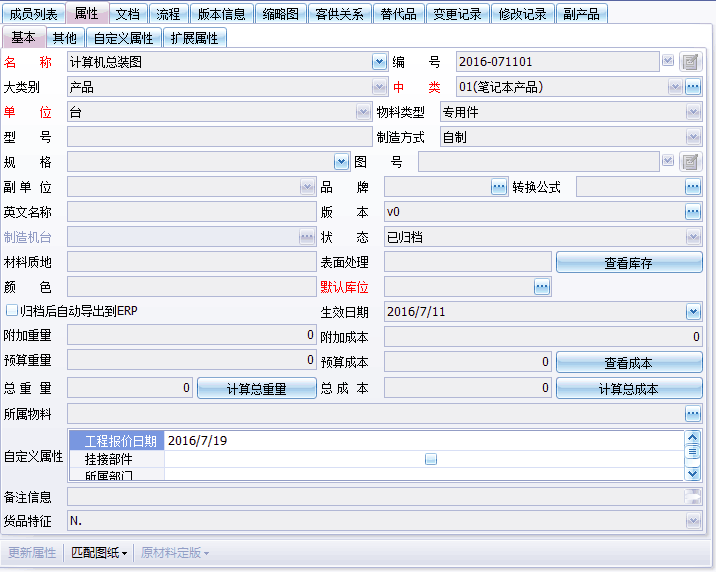 成员列表 属性 文档 流程 版本信息 缩略图 客供关系 替代品 变更记录 修改记录 副产品
基本 其他 自定义属性 扩展属性
名 称 计算机总装图 编 号 2016-071101
大类别 产品 中 类 01(笔记本产品)
单 位 台 物料类型 专用件
型 号 制造方式 自制
规 格 图 号
副 单 位 品 牌 转换公式
英文名称 版 本 v0
制造机台 状 态 已归档
材料质地 表面处理 查看库存
颜 色 默认库位
归档后自动导出到ERP 生效日期 2016/7/11
附加重量 0 附加成本 0
预算重量 0 预算成本 0 查看成本
总 重 量 0 计算总重量 总 成 本 0 计算总成本
所属物料
自定义属性 工程报价日期 2016/7/19
挂接部件
所属部门
备注信息
货品特征 N.
更新属性 匹配图纸 原材料定版